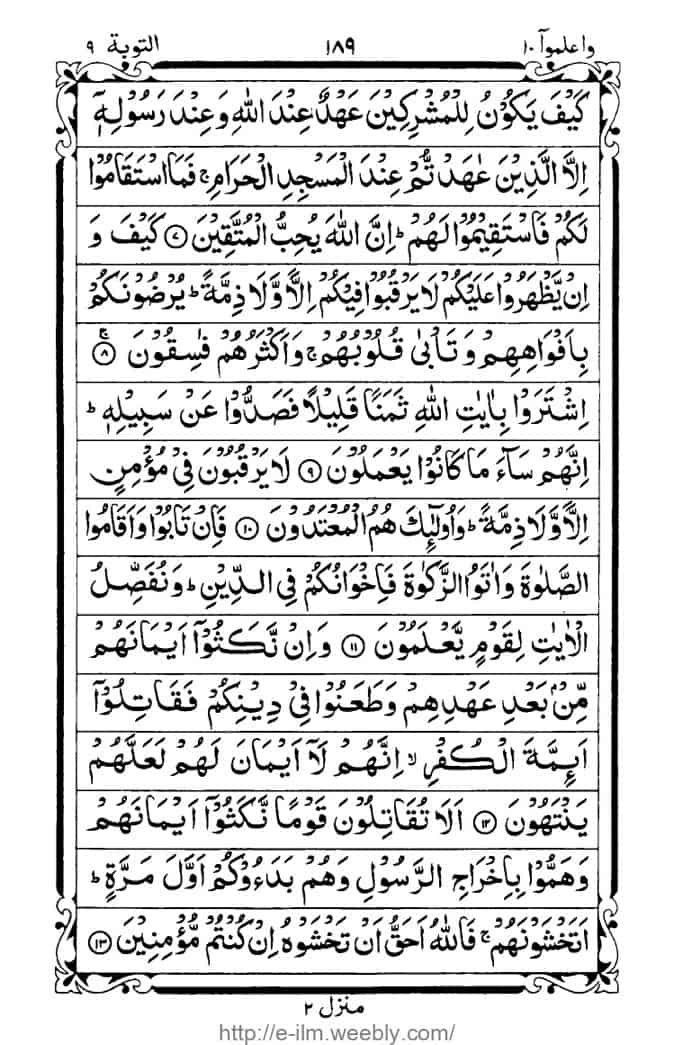 واعلموۤا ١٠ ١٨٩ التوبة ٩
كَيْفَ يَكُوْنُ لِلْمُشْرِكِيْنَ عَهْدٌ عِنْدَ اللّٰهِ وَعِنْدَ رَسُوْلِهٖۤ
اِلَّا الَّذِيْنَ عٰهَدْتُّمْ عِنْدَ الْمَسْجِدِ الْحَرَامِ ۚ فَمَا اسْتَقَامُوْا
لَكُمْ فَاسْتَقِيْمُوْا لَهُمْ ؕ اِنَّ اللّٰهَ يُحِبُّ الْمُتَّقِيْنَ ﴿٧﴾ كَيْفَ وَ
اِنْ يَّظْهَرُوْا عَلَيْكُمْ لَا يَرْقُبُوْا فِيْكُمْ اِلًّا وَّلَا ذِمَّةً ؕ يُرْضُوْنَكُمْ
بِاَفْوَاهِهِمْ وَتَاْبٰى قُلُوْبُهُمْ ۚ وَاَكْثَرُهُمْ فٰسِقُوْنَ ۚ﴿٨﴾
اِشْتَرَوْا بِاٰيٰتِ اللّٰهِ ثَمَنًا قَلِيْلًا فَصَدُّوْا عَنْ سَبِيْلِهٖ ؕ
اِنَّهُمْ سَآءَ مَا كَانُوْا يَعْمَلُوْنَ ﴿٩﴾ لَا يَرْقُبُوْنَ فِيْ مُؤْمِنٍ
اِلًّا وَّلَا ذِمَّةً ؕ وَاُولٰٓئِكَ هُمُ الْمُعْتَدُوْنَ ﴿١٠﴾ فَاِنْ تَابُوْا وَاَقَامُوا
الصَّلٰوةَ وَاٰتَوُا الزَّكٰوةَ فَاِخْوَانُكُمْ فِي الدِّيْنِ ؕ وَنُفَصِّلُ
الْاٰيٰتِ لِقَوْمٍ يَّعْلَمُوْنَ ﴿١١﴾ وَاِنْ نَّكَثُوْۤا اَيْمَانَهُمْ
مِّنْۢ بَعْدِ عَهْدِهِمْ وَطَعَنُوْا فِيْ دِيْنِكُمْ فَقَاتِلُوْۤا
اَئِمَّةَ الْكُفْرِ ۙ اِنَّهُمْ لَاۤ اَيْمَانَ لَهُمْ لَعَلَّهُمْ
يَنْتَهُوْنَ ﴿١٢﴾ اَلَا تُقَاتِلُوْنَ قَوْمًا نَّكَثُوْۤا اَيْمَانَهُمْ
وَهَمُّوْا بِاِخْرَاجِ الرَّسُوْلِ وَهُمْ بَدَءُوْكُمْ اَوَّلَ مَرَّةٍ ؕ
اَتَخْشَوْنَهُمْ ۚ فَاللّٰهُ اَحَقُّ اَنْ تَخْشَوْهُ اِنْ كُنْتُمْ مُّؤْمِنِيْنَ ﴿١٣﴾
منزل ٢
http://e-ilm.weebly.com/